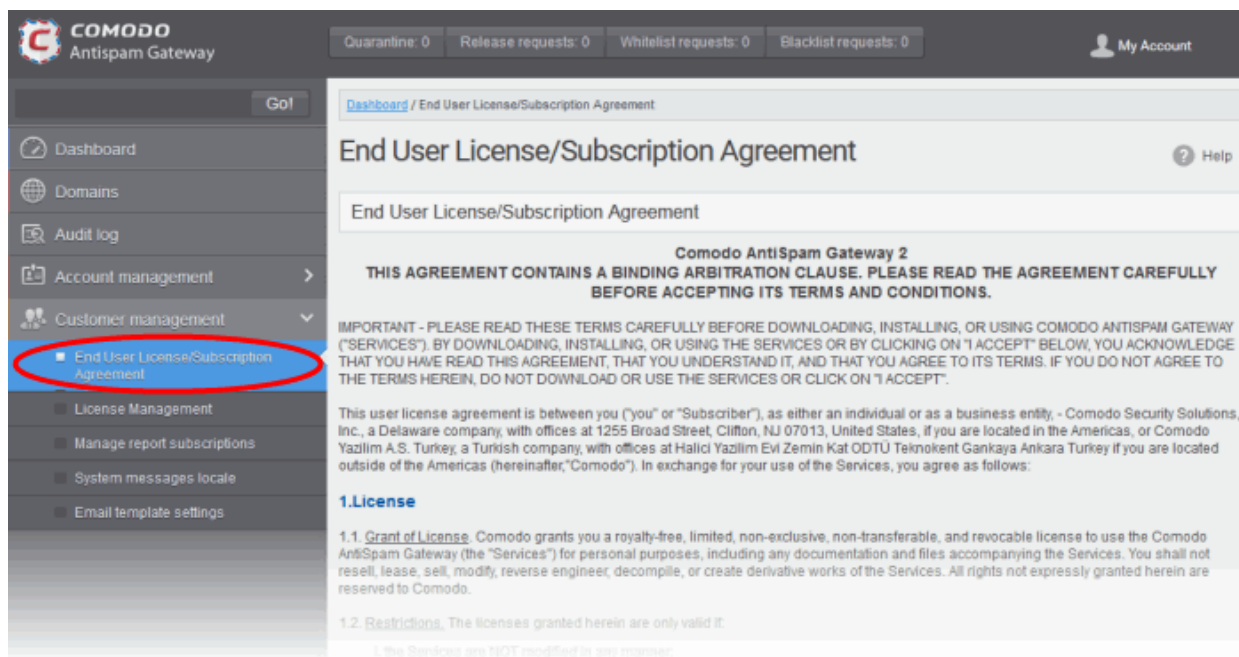 COMODO
Antispam Gateway
Quarantine: 0 Release requests: 0 Whitelist requests: 0 Blacklist requests: 0
My Account
Go!
Dashboard
Domains
Audit log
Account management
Customer management
End User License/Subscription
Agreement
License Management
Manage report subscriptions
System messages locale
Email template settings
Dashboard / End User License/Subscription Agreement
End User License/Subscription Agreement
Help
End User License/Subscription Agreement
Comodo AntiSpam Gateway 2
THIS AGREEMENT CONTAINS A BINDING ARBITRATION CLAUSE. PLEASE READ THE AGREEMENT CAREFULLY
BEFORE ACCEPTING ITS TERMS AND CONDITIONS.
IMPORTANT - PLEASE READ THESE TERMS CAREFULLY BEFORE DOWNLOADING, INSTALLING, OR USING COMODO ANTISPAM GATEWAY
("SERVICES"). BY DOWNLOADING, INSTALLING, OR USING THE SERVICES OR BY CLICKING ON "I ACCEPT" BELOW, YOU ACKNOWLEDGE
THAT YOU HAVE READ THIS AGREEMENT, THAT YOU UNDERSTAND IT, AND THAT YOU AGREE TO ITS TERMS. IF YOU DO NOT AGREE TO
THE TERMS HEREIN, DO NOT DOWNLOAD OR USE THE SERVICES OR CLICK ON "I ACCEPT".
This user license agreement is between you ("you" or "Subscriber"), as either an individual or as a business entity, - Comodo Security Solutions,
Inc., a Delaware company, with offices at 1255 Broad Street, Clifton, NJ 07013, United States, if you are located in the Americas, or Comodo
Yazilim A.S. Turkey, a Turkish company, with offices at Halici Yazilim Evi Zemin Kat ODTÜ Teknokent Gankaya Ankara Turkey if you are located
outside of the Americas (hereinafter,"Comodo"). In exchange for your use of the Services, you agree as follows:
1.License
1.1. Grant of License. Comodo grants you a royalty-free, limited, non-exclusive, non-transferable, and revocable license to use the Comodo
AntiSpam Gateway (the "Services") for personal purposes, including any documentation and files accompanying the Services. You shall not
resell, lease, sell, modify, reverse engineer, decompile, or create derivative works of the Services. All rights not expressly granted herein are
reserved to Comodo.
1.2. Restrictions. The licenses granted herein are only valid if:
i. the Services are NOT modified in any manner;